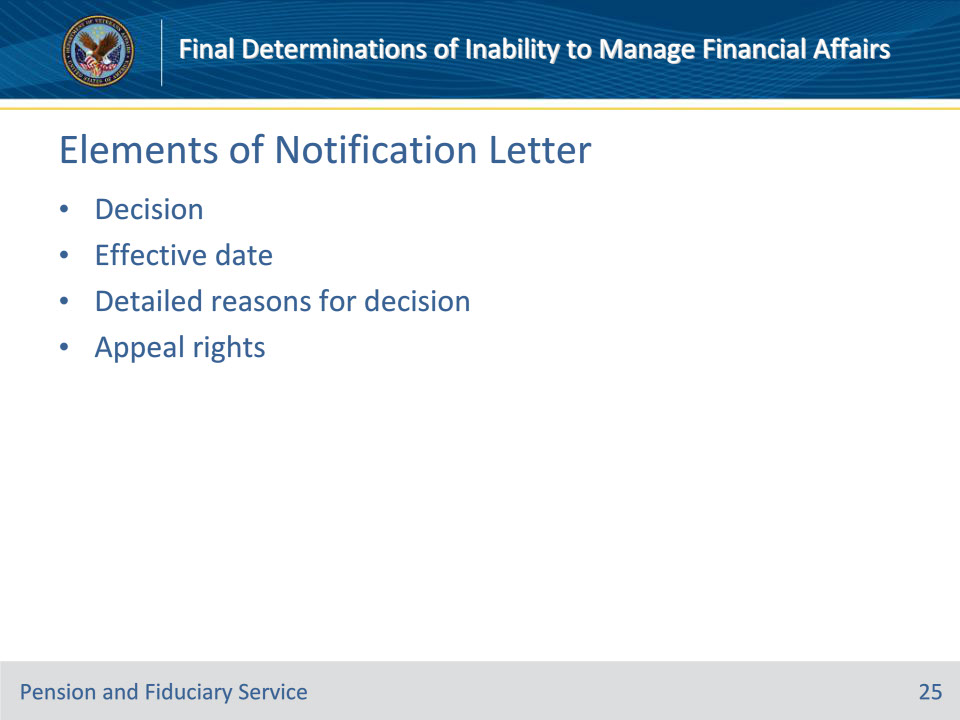 Final Determinations of Inability to Manage Financial Affairs
Elements of Notification Letter
• Decision
• Effective date
• Detailed reasons for decision
• Appeal rights
Pension and Fiduciary Service
25